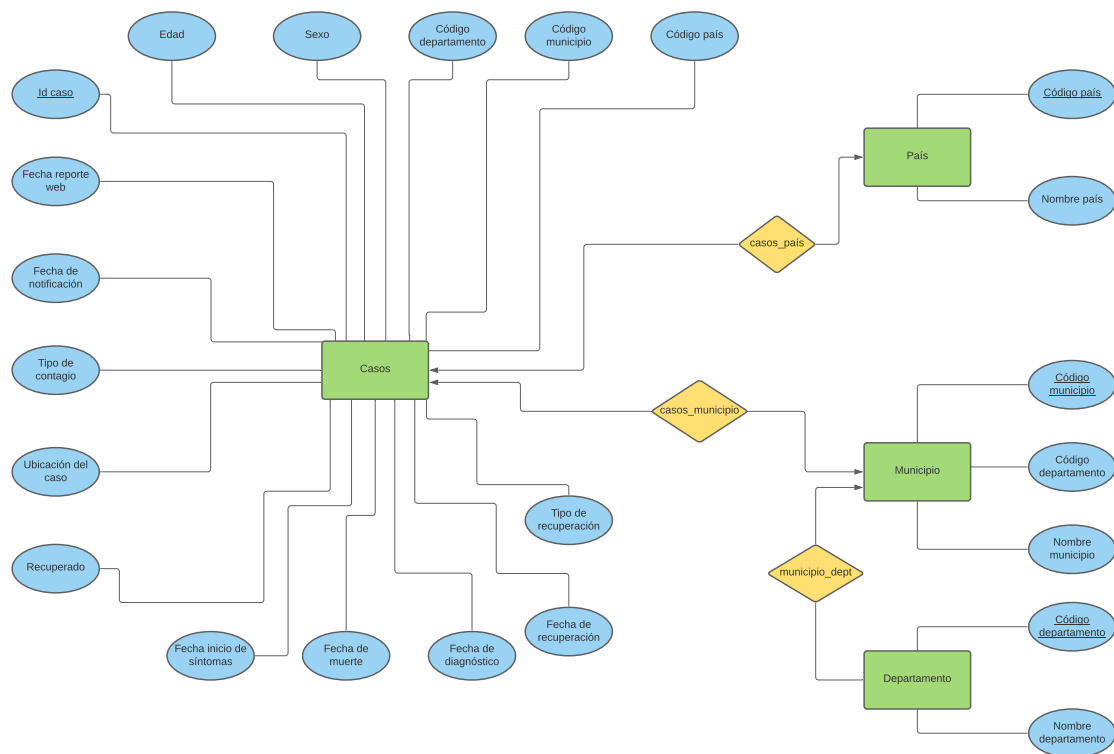 Edad
Sexo
Código
departamento
Código
municipio
Código país
Id caso
Código país
País
Fecha reporte
web
Nombre país
casos_país
Fecha de
notificación
Tipo de
contagio
Casos
Código
municipio
casos_municipio
Ubicación del
caso
Municipio
Código
departamento
Tipo de
recuperación
Nombre
municipio
Recuperado
municipio_dept
Fecha de
recuperación
Código
departamento
Fecha inicio de
síntomas
Fecha de
muerte
Fecha de
diagnóstico
Departamento
Nombre
departamento